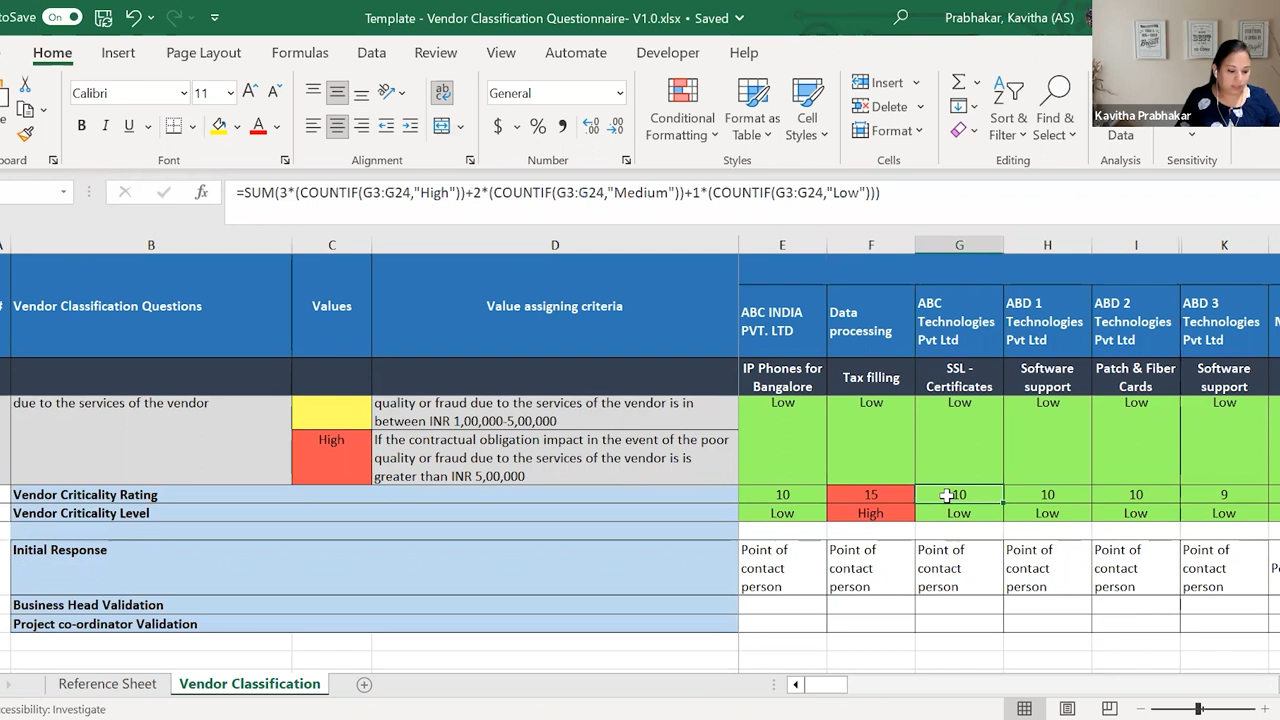 toSave On Template - Vendor Classification Questionnaire- V1.0.xlsx • Saved Prabhakar, Kavitha (AS)
Home Insert Page Layout Formulas Data Review View Automate Developer Help
Calibri 11 General
Insert
Delete
Format
Conditional Formatting Format as Table Cell Styles
Sort & Filter Find & Select Data
board Font Alignment Number Styles Cells Editing Analysis Sensitivity
Kavitha Prabhakar
fx =SUM(3*(COUNTIF(G3:G24,"High"))+2*(COUNTIF(G3:G24,"Medium"))+1*(COUNTIF(G3:G24,"Low")))
B C D E F G H I K
# Vendor Classification Questions Values Value assigning criteria ABC INDIA PVT. LTD Data processing ABC Technologies Pvt Ltd ABD 1 Technologies Pvt Ltd ABD 2 Technologies Pvt Ltd ABD 3 Technologies Pvt Ltd
IP Phones for Bangalore Tax filling SSL - Certificates Software support Patch & Fiber Cards Software support
due to the services of the vendor quality or fraud due to the services of the vendor is in Low Low Low Low Low Low
between INR 1,00,000-5,00,000
High If the contractual obligation impact in the event of the poor
quality or fraud due to the services of the vendor is is
greater than INR 5,00,000
Vendor Criticality Rating 10 15 10 10 10 9
Vendor Criticality Level Low High Low Low Low Low
Initial Response Point of contact person Point of contact person Point of contact person Point of contact person Point of contact person Point of contact person
Business Head Validation
Project co-ordinator Validation
Reference Sheet Vendor Classification
ccessibility: Investigate